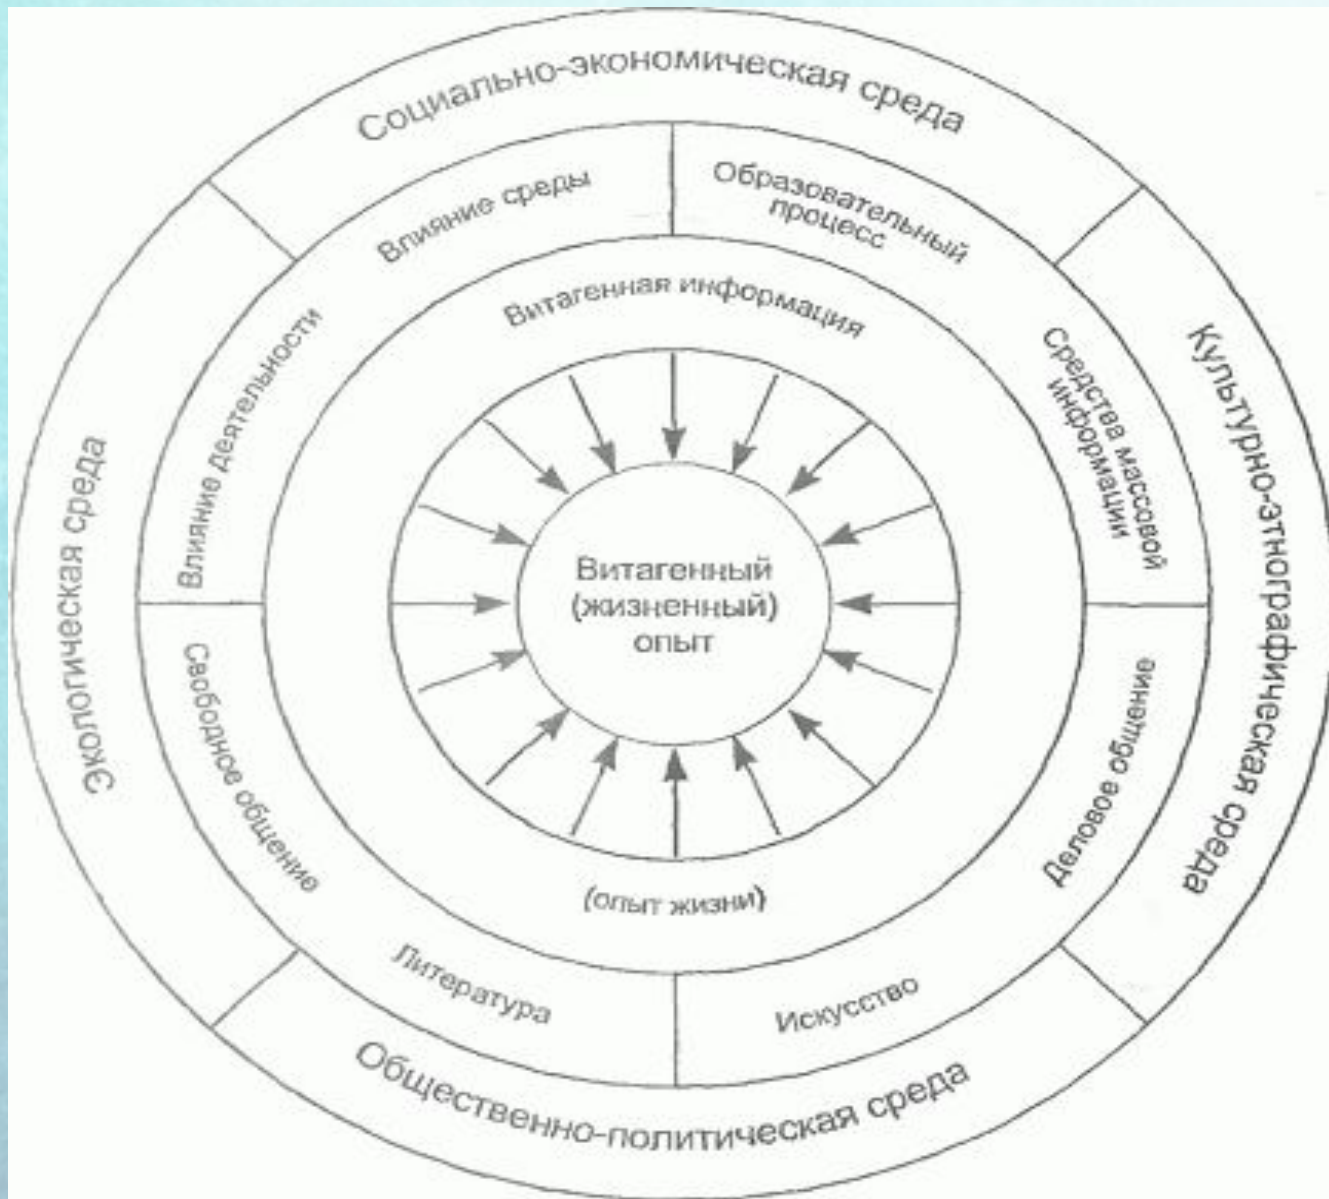 Социально-экономическая среда
Влияние среды
Образовательный
процесс
Витагенная информация
Влияние деятельности
Средства массовой
информации
Экологическая среда
Культурно-этнографическая среда
Витагенный
(жизненный)
опыт
Свободное общение
Деловое общение
(опыт жизни)
Литература
Искусство
Общественно-политическая среда